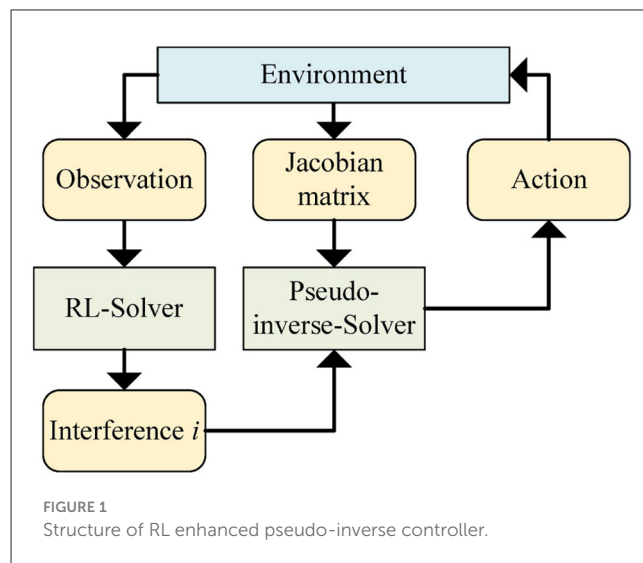 Environment
Observation
Jacobian
matrix
Action
RL-Solver
Pseudo-
inverse-Solver
Interference i
FIGURE 1
Structure of RL enhanced pseudo-inverse controller.